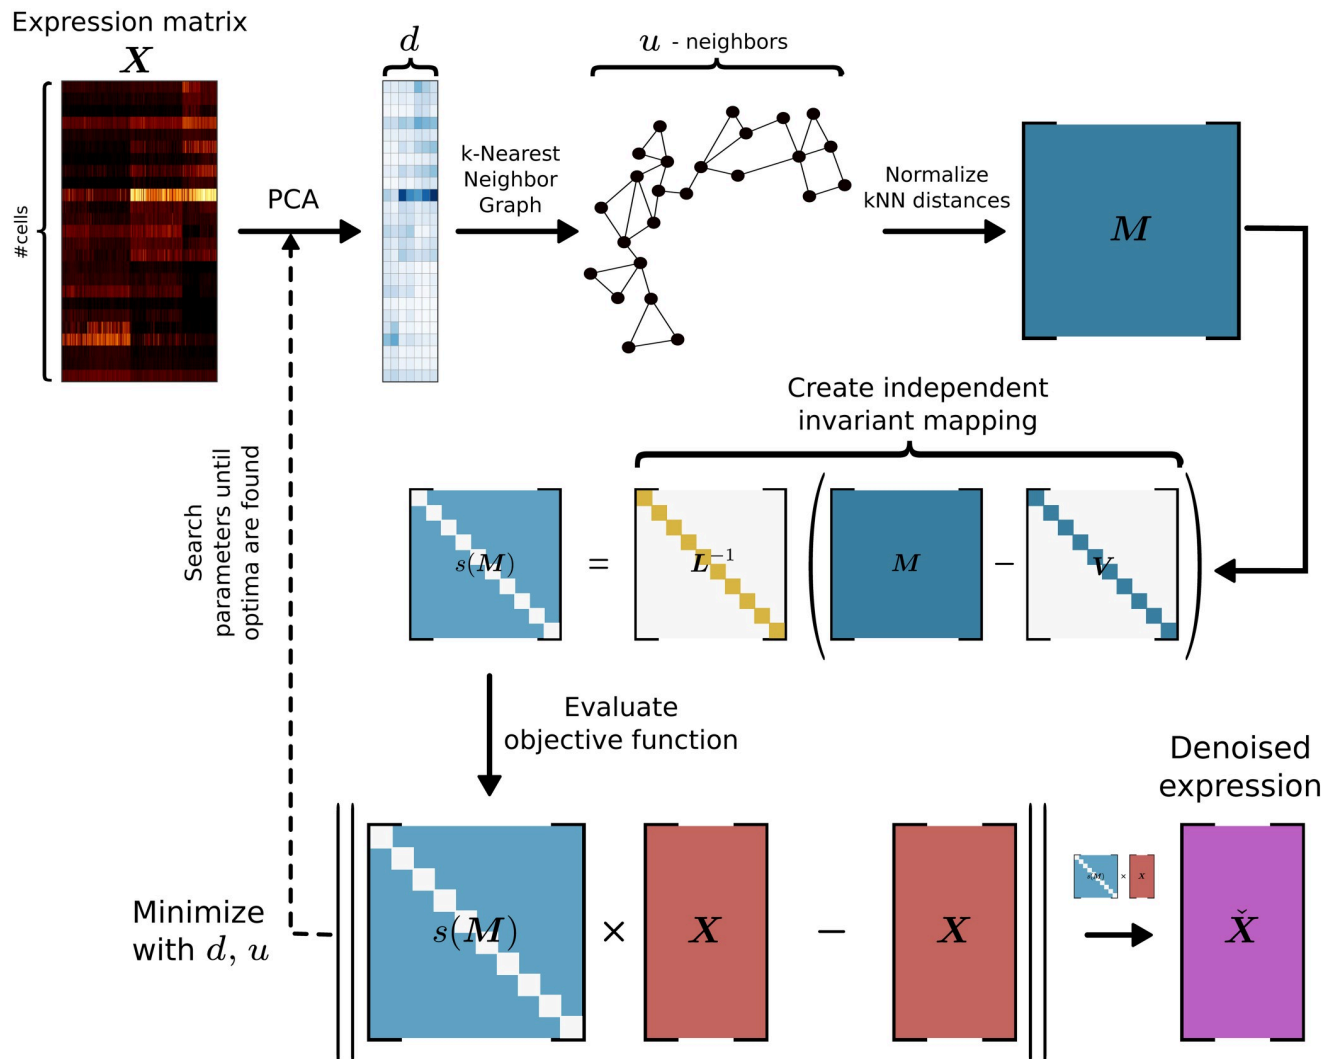 Expression matrix
X
#cells
PCA
d
k-Nearest
Neighbor
Graph
u - neighbors
Normalize
kNN distances
M
Create independent
invariant mapping
s(M) = L⁻¹ ( M − V )
Search
parameters until
optima are found
Evaluate
objective function
Minimize
with d, u
|| s(M) × X − X ||
s(M) × X
Denoised
expression
X̌